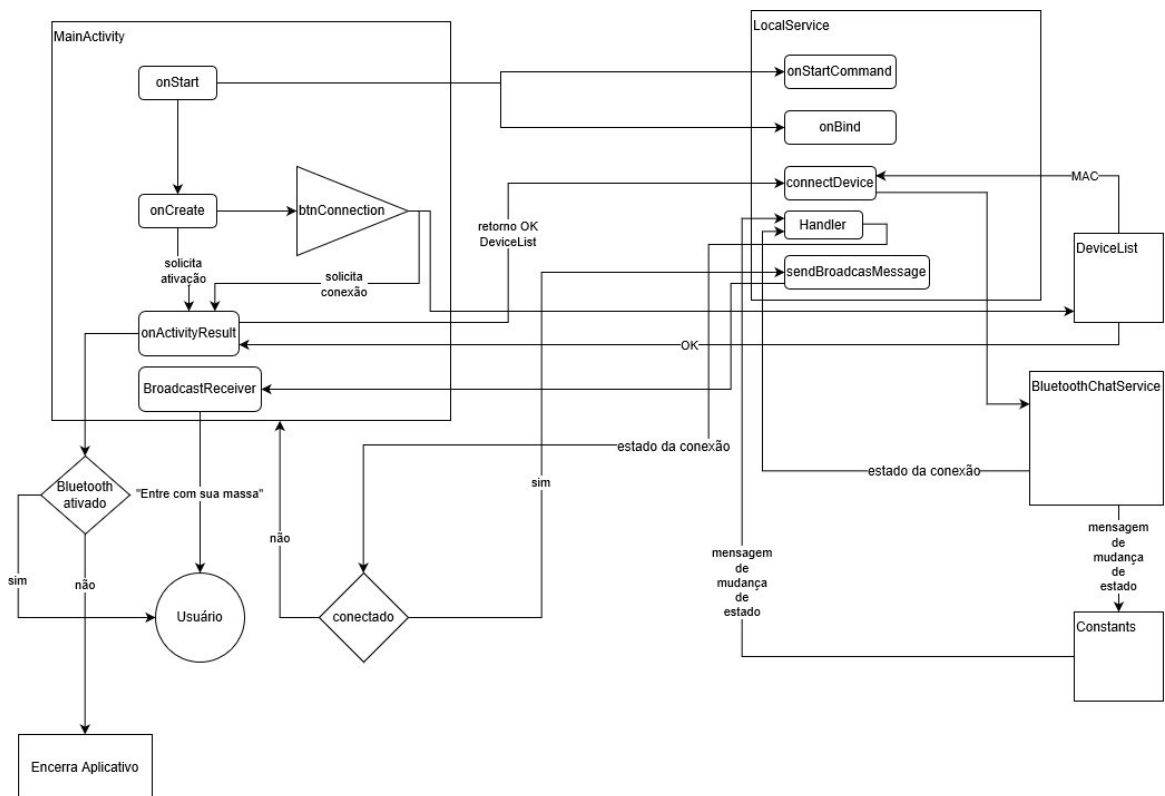 MainActivity
LocalService
onStart
onStartCommand
onBind
connectDevice
MAC
onCreate
btnConnection
retorno OK
DeviceList
Handler
DeviceList
solicita
ativação
solicita
conexão
sendBroadcasMessage
onActivityResult
OK
BroadcastReceiver
BluetoothChatService
estado da conexão
estado da conexão
Bluetooth
ativado
"Entre com sua massa"
sim
não
mensagem
de
mudança
de
estado
mensagem
de
mudança
de
estado
sim
não
Usuário
conectado
Constants
Encerra Aplicativo